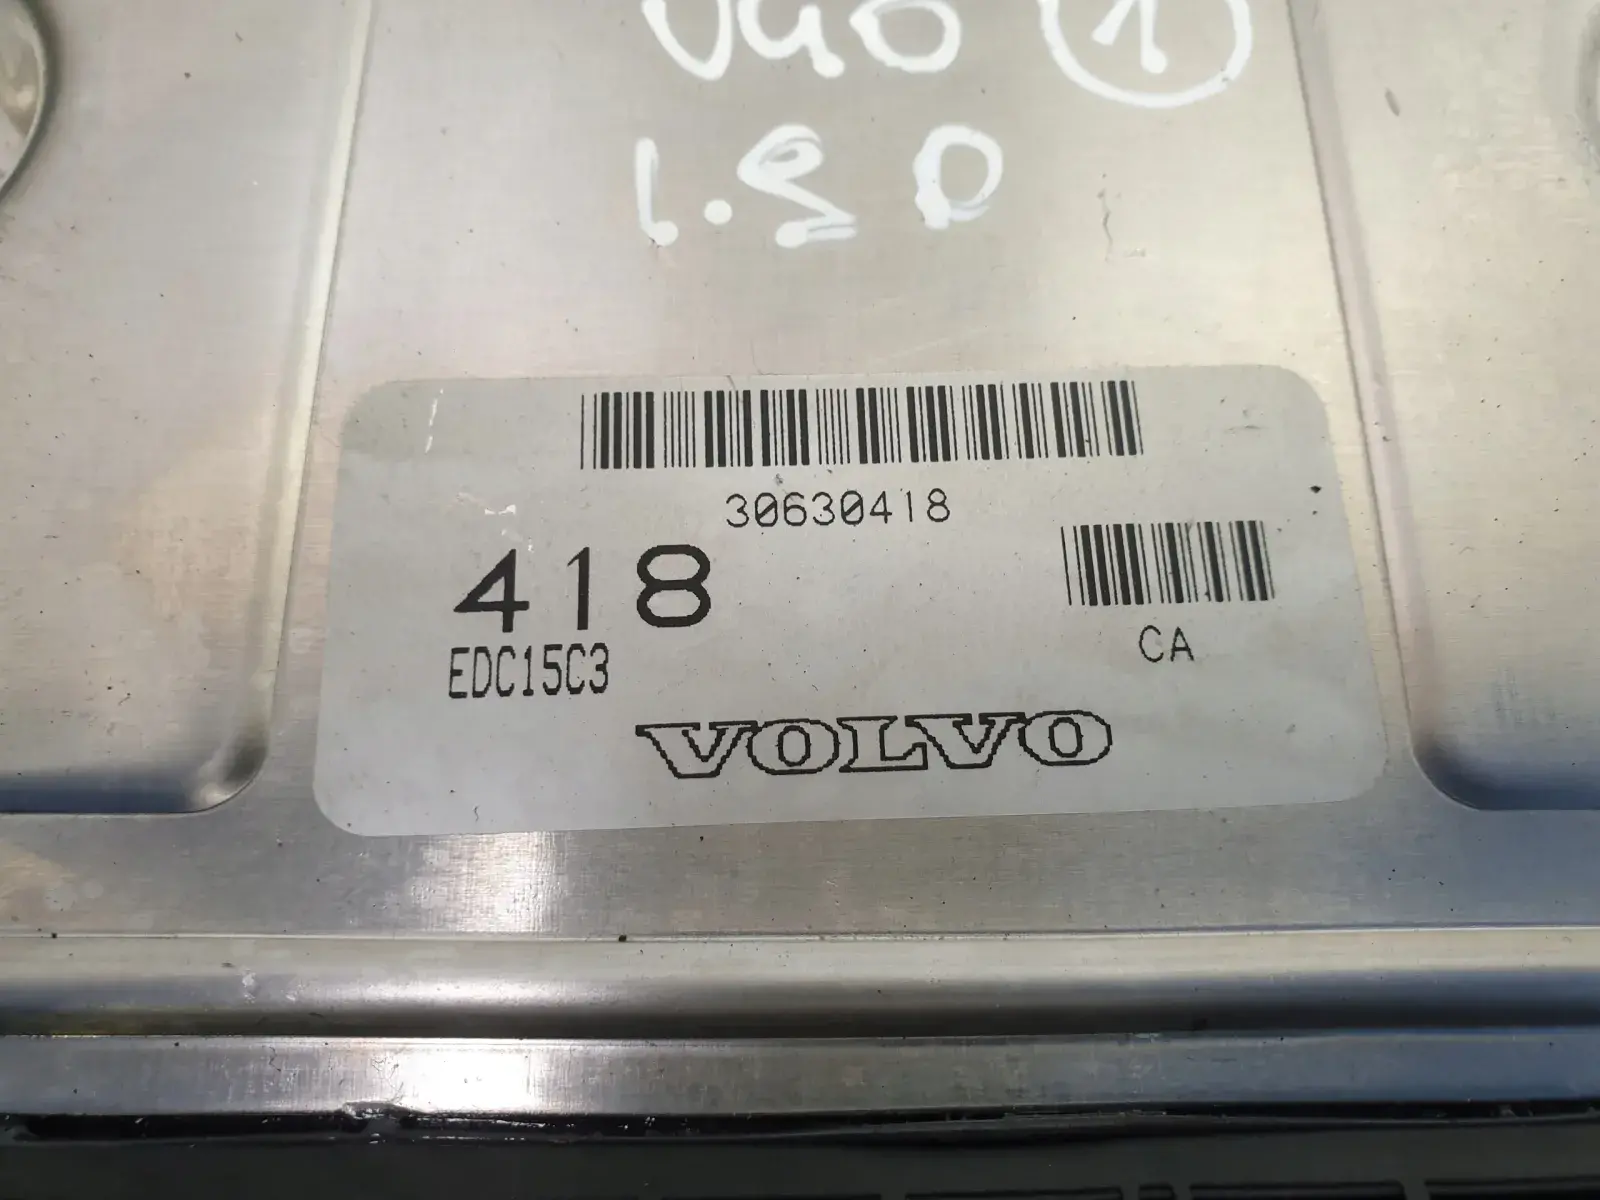 V40 1
1.9 D
30630418
418
EDC15C3
CA
VOLVO